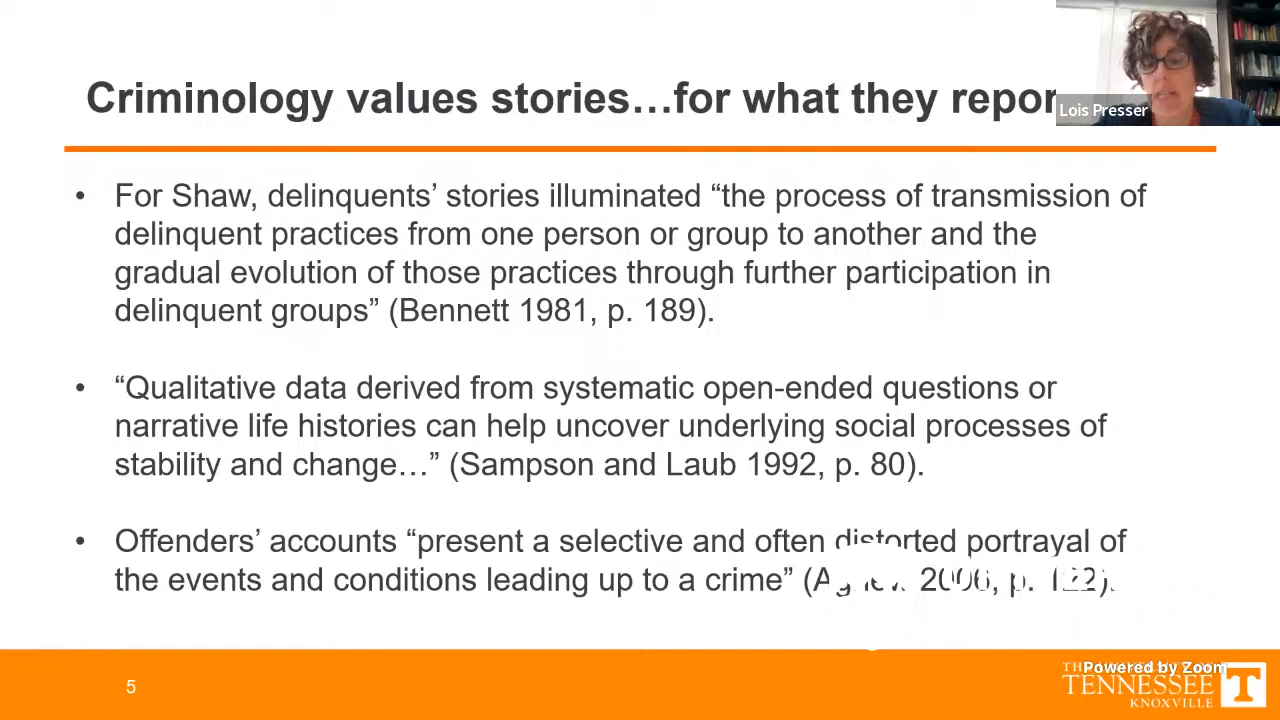 Criminology values stories…for what they repor
Lois Presser
• For Shaw, delinquents’ stories illuminated “the process of transmission of
delinquent practices from one person or group to another and the
gradual evolution of those practices through further participation in
delinquent groups” (Bennett 1981, p. 189).
• “Qualitative data derived from systematic open-ended questions or
narrative life histories can help uncover underlying social processes of
stability and change…” (Sampson and Laub 1992, p. 80).
• Offenders’ accounts “present a selective and often distorted portrayal of
the events and conditions leading up to a crime” (Agnew 2006, p. 122).
5
Powered by Zoom
TENNESSEE
KNOXVILLE
T